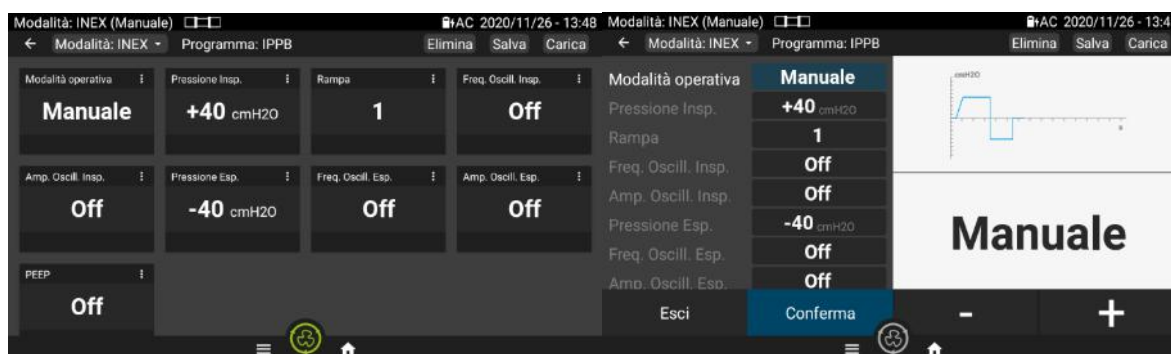 Modalità: INEX (Manuale) AC 2020/11/26 - 13:48
← Modalità: INEX Programma: IPPB Elimina Salva Carica
Modalità operativa Pressione Insp. Rampa Freq. Oscill. Insp.
Manuale +40 cmH2O 1 Off
Amp. Oscill. Insp. Pressione Esp. Freq. Oscill. Esp. Amp. Oscill. Esp.
Off -40 cmH2O Off Off
PEEP
Off
Modalità: INEX (Manuale) AC 2020/11/26 - 13:4
← Modalità: INEX Programma: IPPB Elimina Salva Carica
Modalità operativa Manuale
Pressione Insp. +40 cmH2O
Rampa 1
Freq. Oscill. Insp. Off
Amp. Oscill. Insp. Off
Pressione Esp. -40 cmH2O
Freq. Oscill. Esp. Off
Amp. Oscill. Esp. Off
cmH2O
s
Manuale
Esci Conferma - +